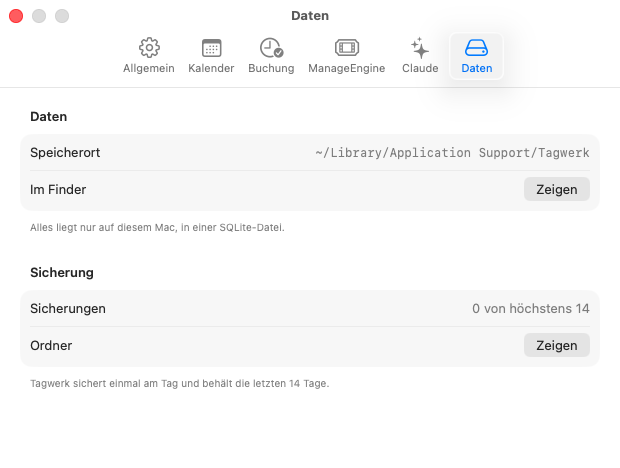 Daten
Allgemein Kalender Buchung ManageEngine Claude Daten
Daten
Speicherort ~/Library/Application Support/Tagwerk
Im Finder Zeigen
Alles liegt nur auf diesem Mac, in einer SQLite-Datei.
Sicherung
Sicherungen 0 von höchstens 14
Ordner Zeigen
Tagwerk sichert einmal am Tag und behält die letzten 14 Tage.